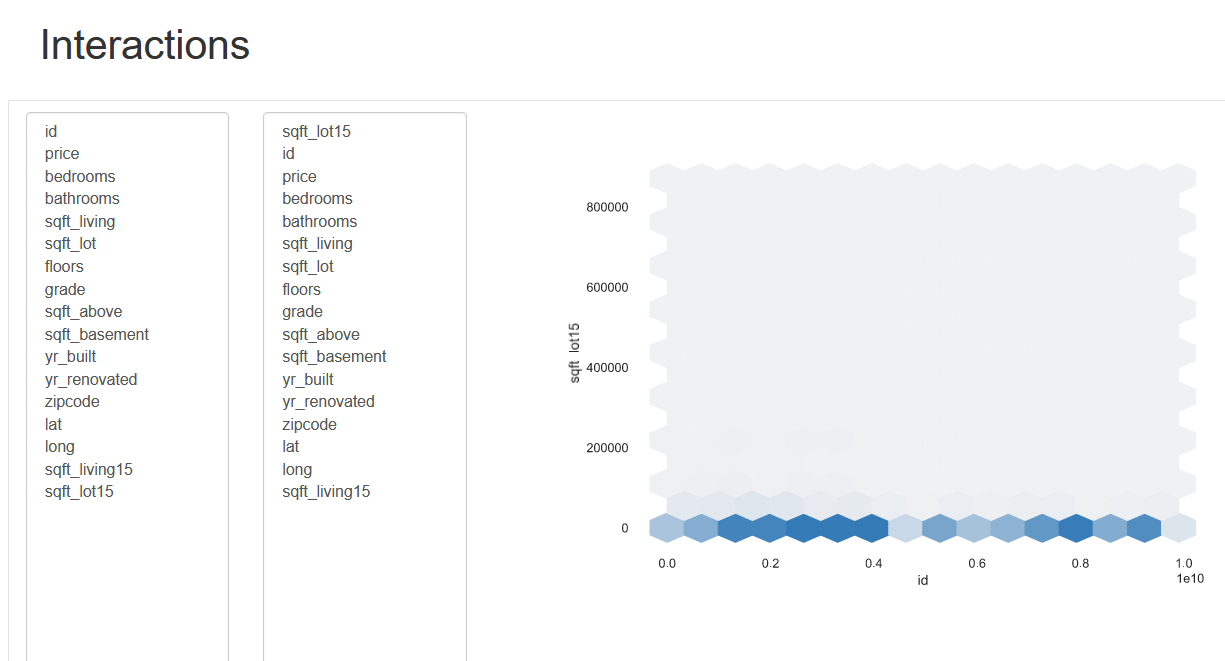 Interactions
id
price
bedrooms
bathrooms
sqft_living
sqft_lot
floors
grade
sqft_above
sqft_basement
yr_built
yr_renovated
zipcode
lat
long
sqft_living15
sqft_lot15
sqft_lot15
id
price
bedrooms
bathrooms
sqft_living
sqft_lot
floors
grade
sqft_above
sqft_basement
yr_built
yr_renovated
zipcode
lat
long
sqft_living15
sqft_lot15
800000
600000
400000
200000
0
0.0 0.2 0.4 0.6 0.8 1.0
1e10
id